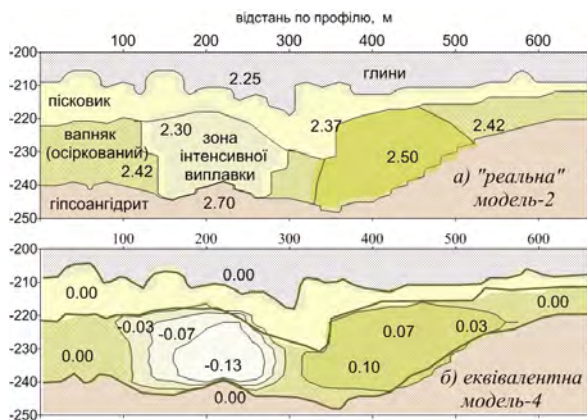 відстань по профілю, м
100 200 300 400 500 600
-200
2.25 глини
-210
пісковик
-220
вапняк 2.30 зона 2.37 2.42
(осіркований) інтенсивної
-230
2.42 виплавки 2.50
а) "реальна"
-240
гіпсоангідрит 2.70 модель-2
-250
100 200 300 400 500 600
0.00
-210
0.00
-220
-0.03 0.07 0.03 0.00
-0.07
-230
0.00
-0.13 0.10
б) еквівалентна
-240
0.00 модель-4
-250